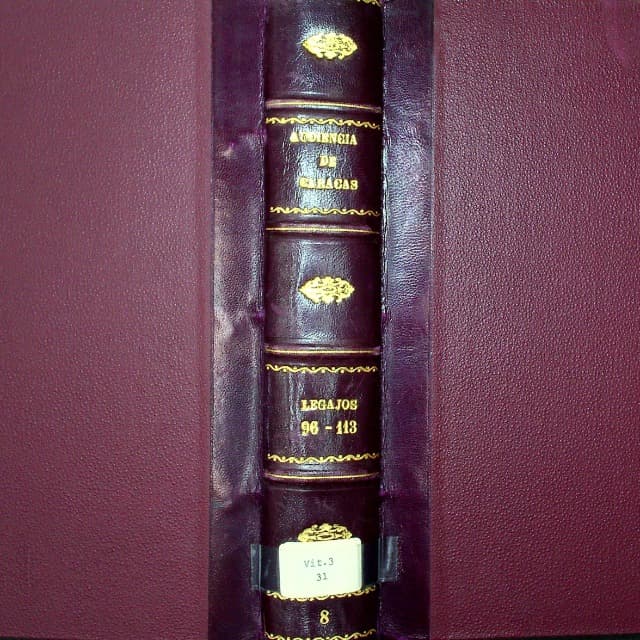 AUDIENCIA
DE
CARACAS
LEGAJOS
96 - 113
Vit.3
31
8